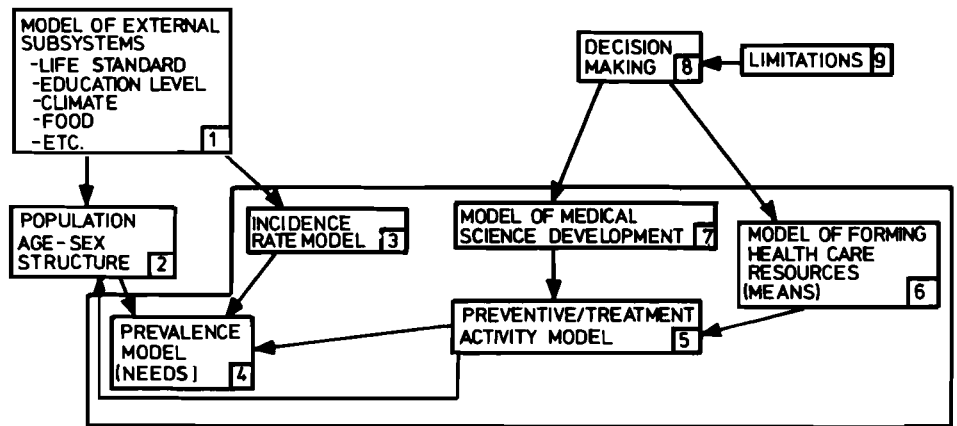 MODEL OF EXTERNAL
SUBSYSTEMS
-LIFE STANDARD
-EDUCATION LEVEL
-CLIMATE
-FOOD
-ETC.
1
DECISION
MAKING
8
LIMITATIONS
9
POPULATION
AGE-SEX
STRUCTURE
2
INCIDENCE
RATE MODEL
3
MODEL OF MEDICAL
SCIENCE DEVELOPMENT
7
MODEL OF FORMING
HEALTH CARE
RESOURCES
(MEANS)
6
PREVALENCE
MODEL
(NEEDS)
4
PREVENTIVE/TREATMENT
ACTIVITY MODEL
5